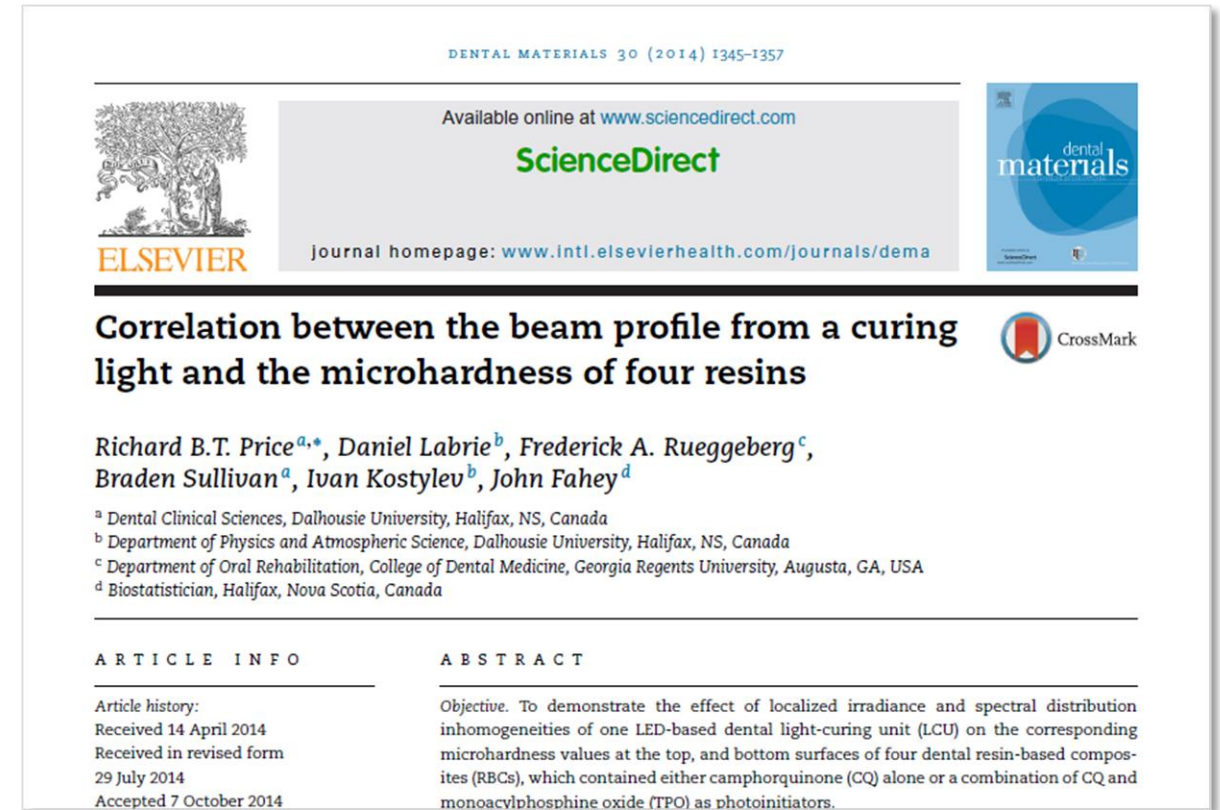 DENTAL MATERIALS 30 (2014) 1345–1357
Available online at www.sciencedirect.com
ScienceDirect
journal homepage: www.intl.elsevierhealth.com/journals/dema
ELSEVIER
dental
materials
Correlation between the beam profile from a curing
light and the microhardness of four resins
CrossMark
Richard B.T. Price a,*, Daniel Labrie b, Frederick A. Rueggeberg c,
Braden Sullivan a, Ivan Kostylev b, John Fahey d
a Dental Clinical Sciences, Dalhousie University, Halifax, NS, Canada
b Department of Physics and Atmospheric Science, Dalhousie University, Halifax, NS, Canada
c Department of Oral Rehabilitation, College of Dental Medicine, Georgia Regents University, Augusta, GA, USA
d Biostatistician, Halifax, Nova Scotia, Canada
ARTICLE INFO
Article history:
Received 14 April 2014
Received in revised form
29 July 2014
Accepted 7 October 2014
ABSTRACT
Objective. To demonstrate the effect of localized irradiance and spectral distribution
inhomogeneities of one LED-based dental light-curing unit (LCU) on the corresponding
microhardness values at the top, and bottom surfaces of four dental resin-based compos-
ites (RBCs), which contained either camphorquinone (CQ) alone or a combination of CQ and
monoacylphosphine oxide (TPO) as photoinitiators.